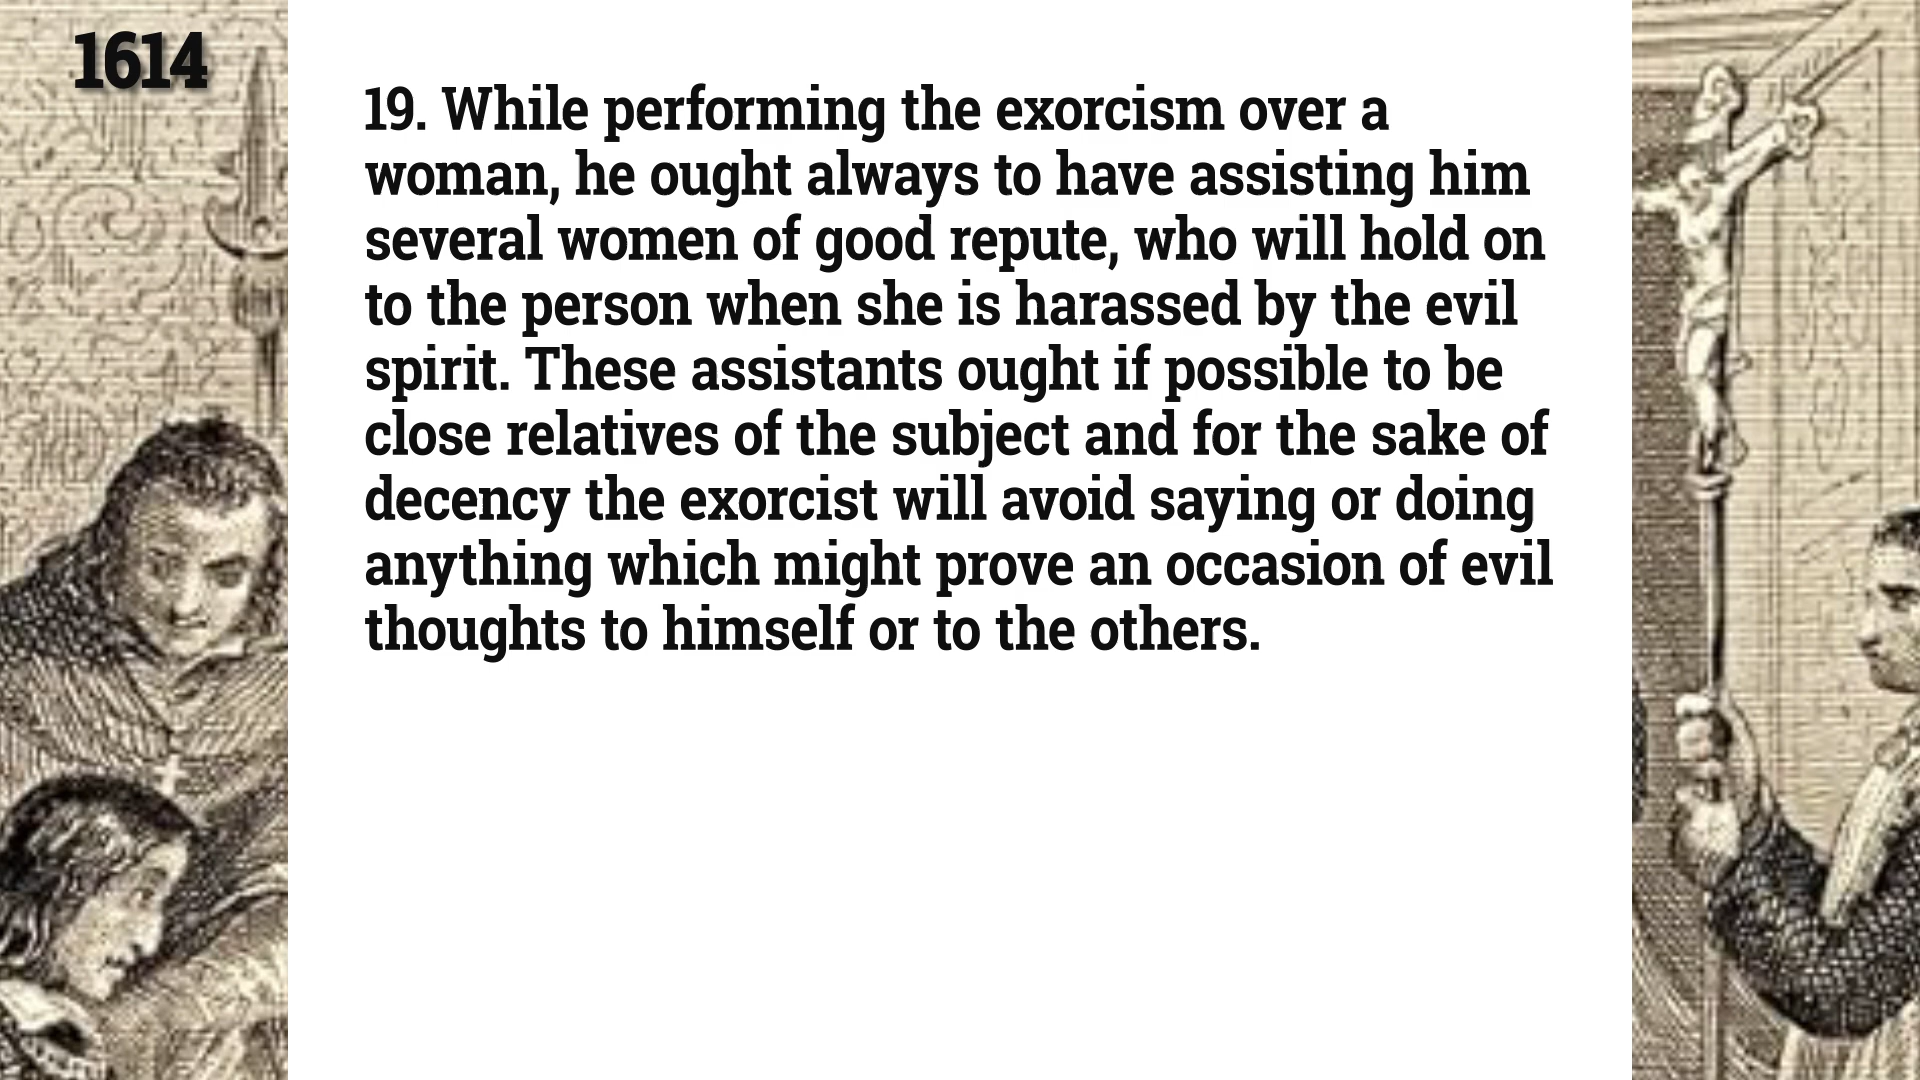 1614
19. While performing the exorcism over a
woman, he ought always to have assisting him
several women of good repute, who will hold on
to the person when she is harassed by the evil
spirit. These assistants ought if possible to be
close relatives of the subject and for the sake of
decency the exorcist will avoid saying or doing
anything which might prove an occasion of evil
thoughts to himself or to the others.